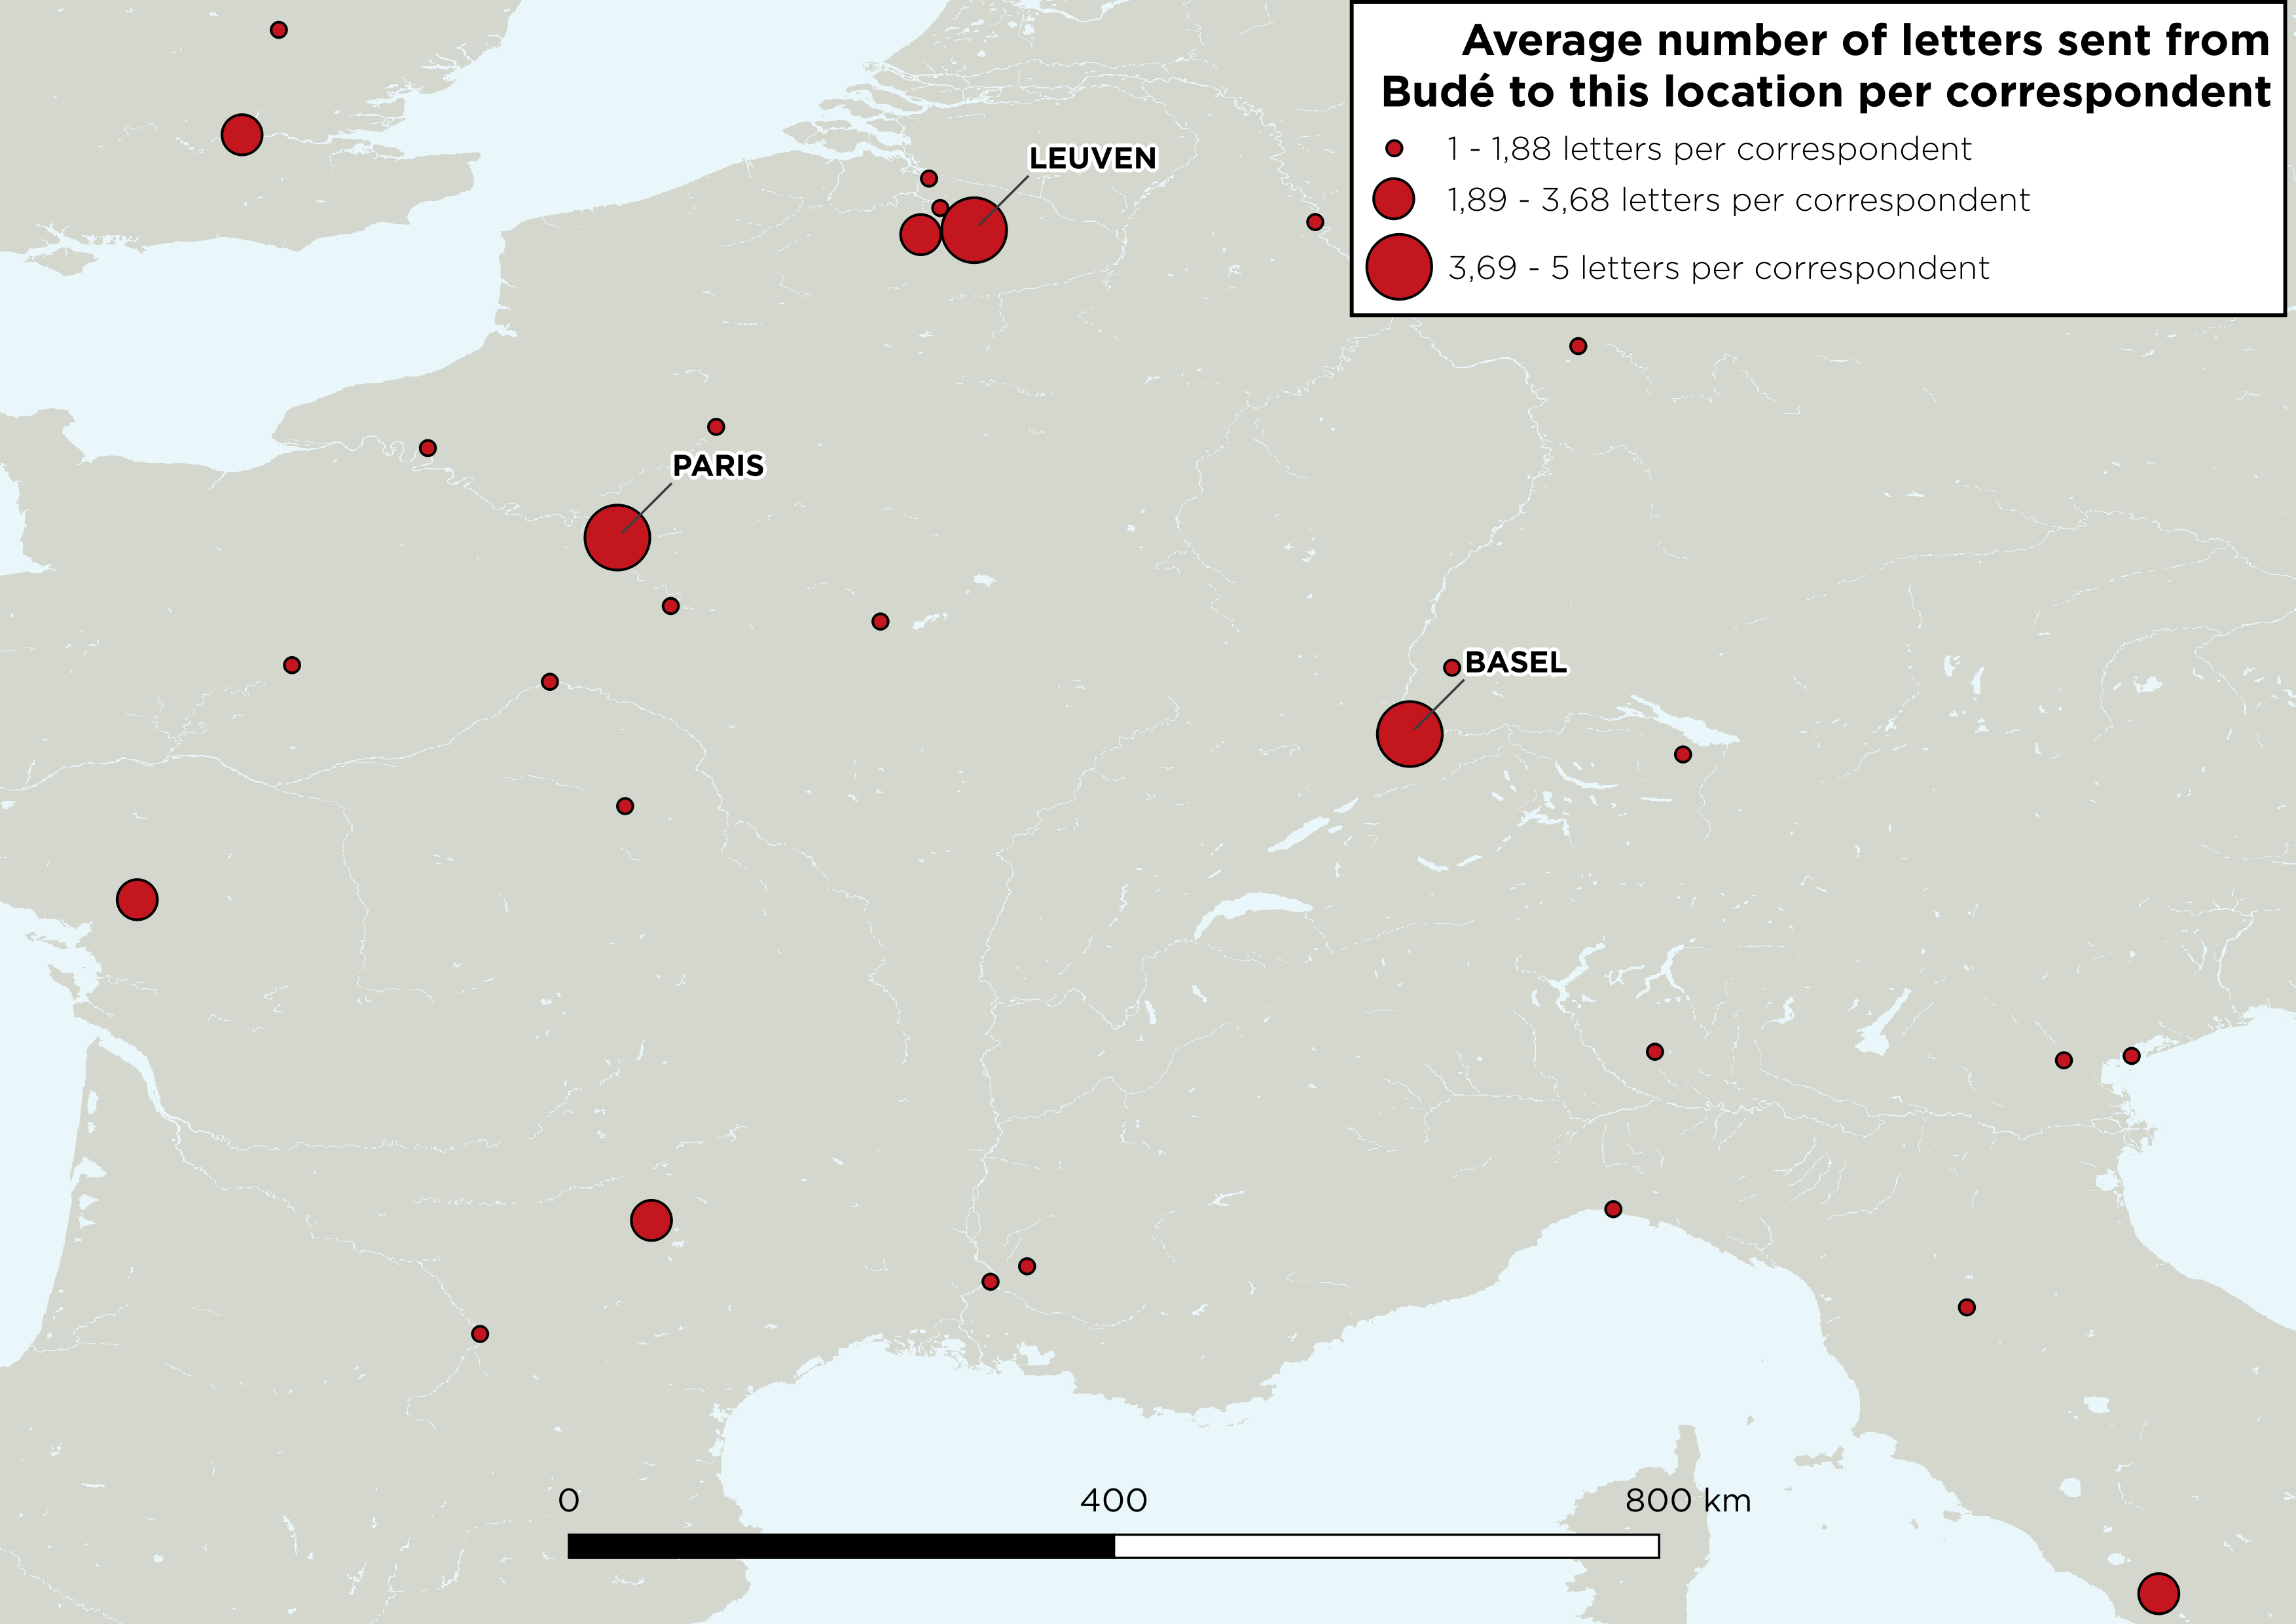 Average number of letters sent from
Budé to this location per correspondent
1 - 1,88 letters per correspondent
1,89 - 3,68 letters per correspondent
3,69 - 5 letters per correspondent
LEUVEN
PARIS
BASEL
0 400 800 km